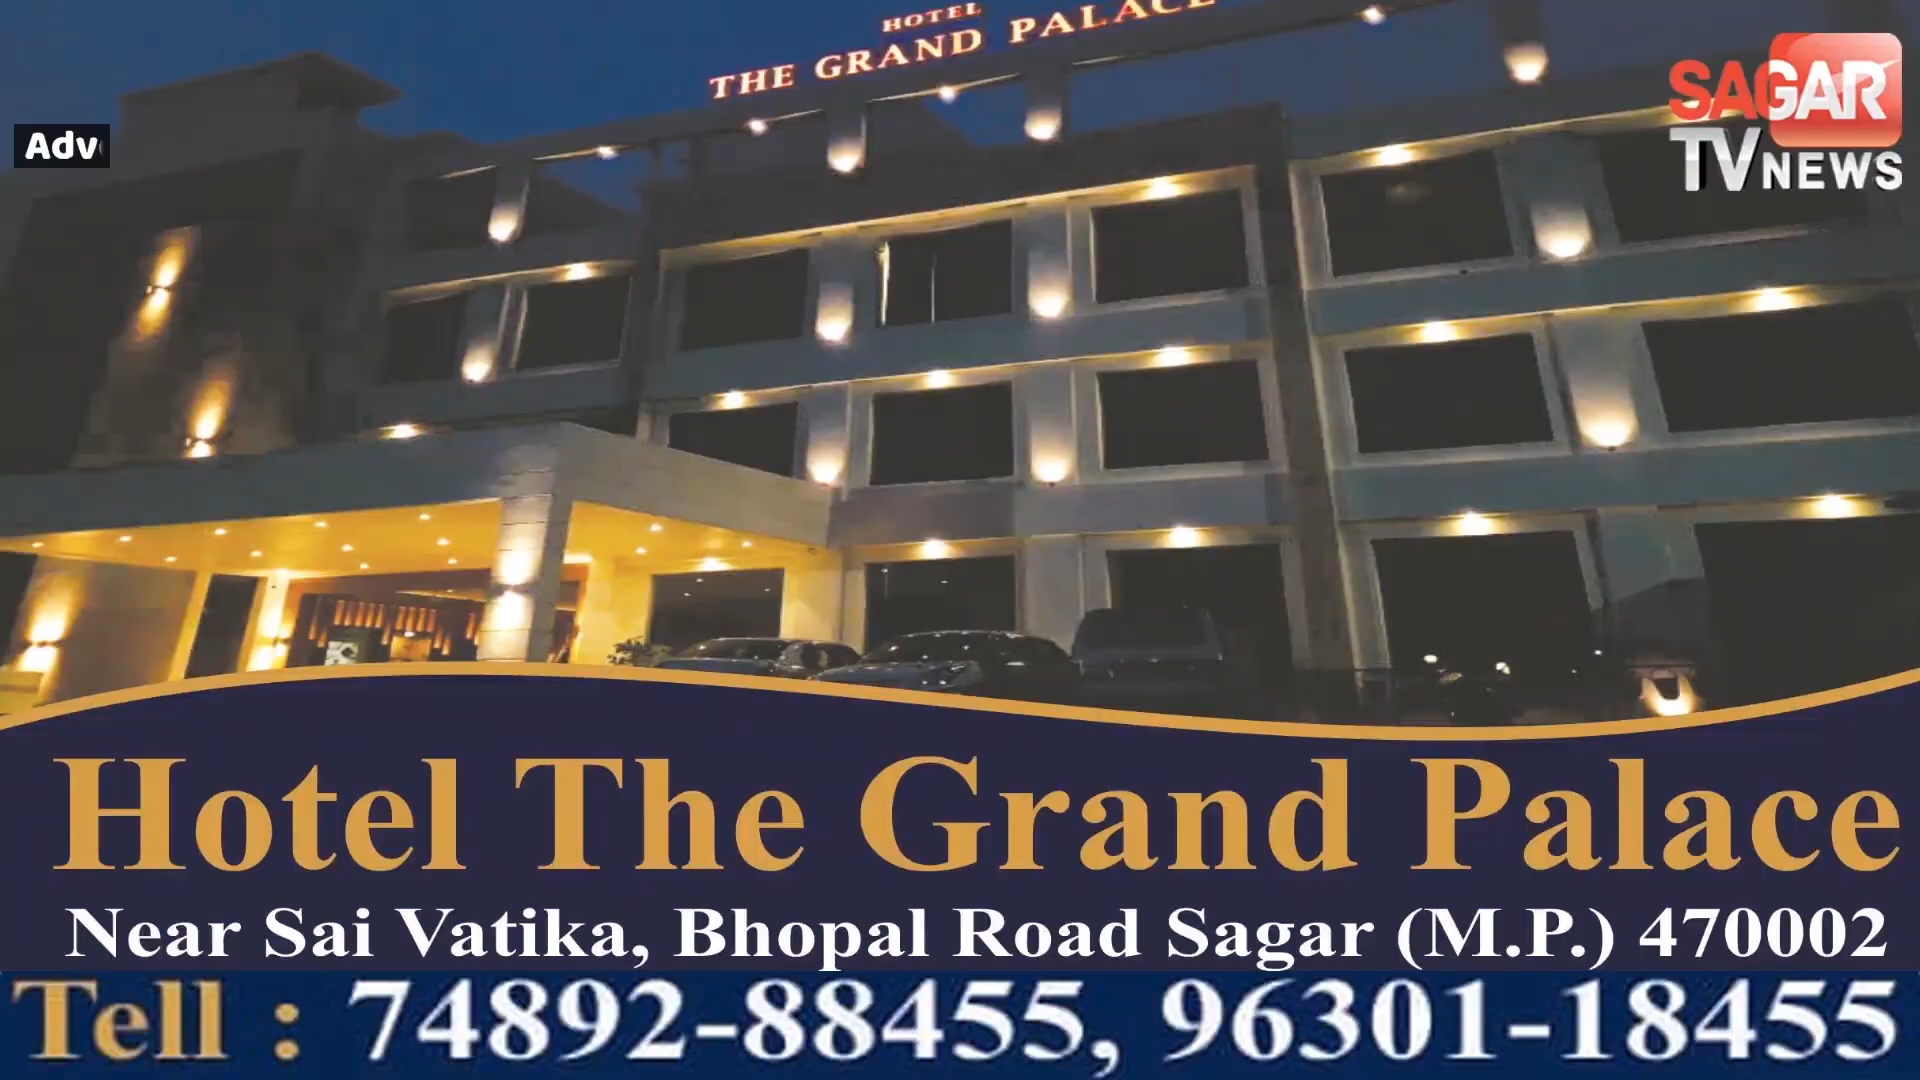 HOTEL
THE GRAND PALACE
SAGAR
TV NEWS
Adv
Hotel The Grand Palace
Near Sai Vatika, Bhopal Road Sagar (M.P.) 470002
Tell : 74892-88455, 96301-18455